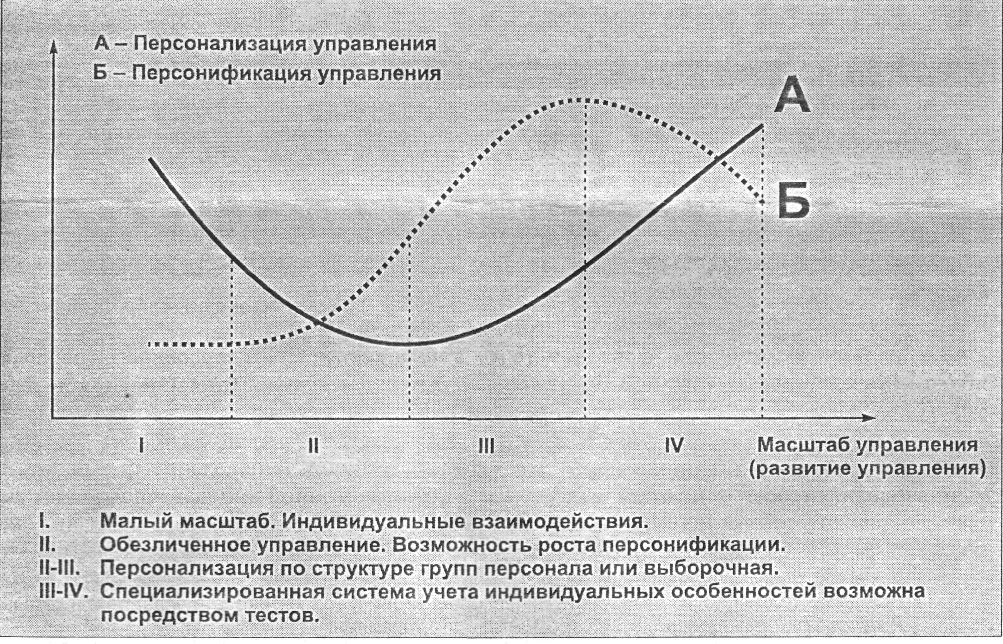 А – Персонализация управления
Б – Персонификация управления
А
Б
I II III IV Масштаб управления
(развитие управления)
I. Малый масштаб. Индивидуальные взаимодействия.
II. Обезличенное управление. Возможность роста персонификации.
II-III. Персонализация по структуре групп персонала или выборочная.
III-IV. Специализированная система учета индивидуальных особенностей возможна
посредством тестов.